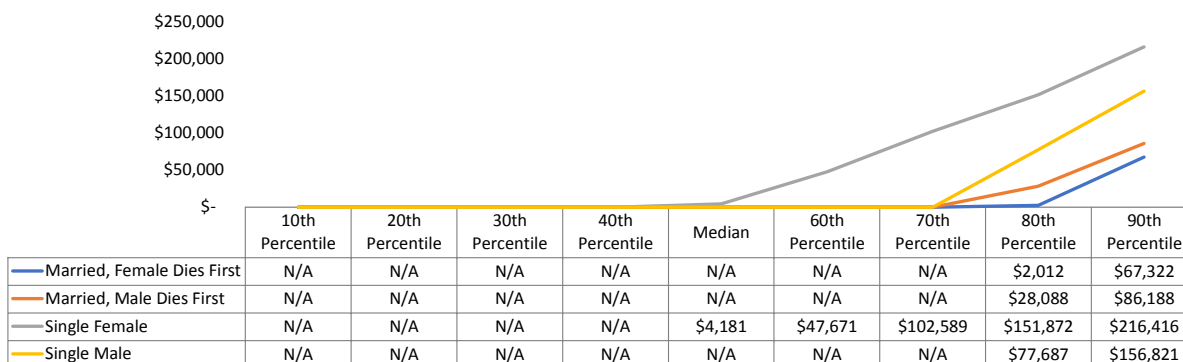 $250,000
$200,000
$150,000
$100,000
$50,000
$-
10th Percentile 20th Percentile 30th Percentile 40th Percentile Median 60th Percentile 70th Percentile 80th Percentile 90th Percentile
Married, Female Dies First N/A N/A N/A N/A N/A N/A N/A $2,012 $67,322
Married, Male Dies First N/A N/A N/A N/A N/A N/A N/A $28,088 $86,188
Single Female N/A N/A N/A N/A $4,181 $47,671 $102,589 $151,872 $216,416
Single Male N/A N/A N/A N/A N/A N/A N/A $77,687 $156,821